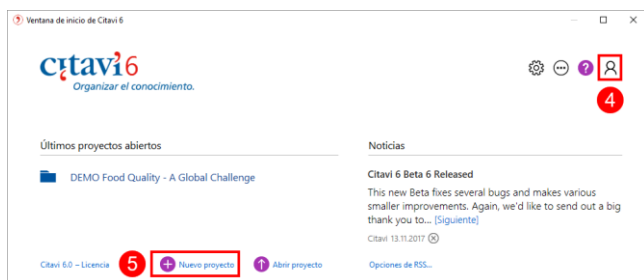 Ventana de inicio de Citavi 6
citavi 6
Organizar el conocimiento.
?
4
Últimos proyectos abiertos
DEMO Food Quality - A Global Challenge
Noticias
Citavi 6 Beta 6 Released
This new Beta fixes several bugs and makes various
smaller improvements. Again, we'd like to send out a big
thank you to... [Siguiente]
Citavi 13.11.2017
Citavi 6.0 – Licencia
5
Nuevo proyecto
Abrir proyecto
Opciones de RSS...